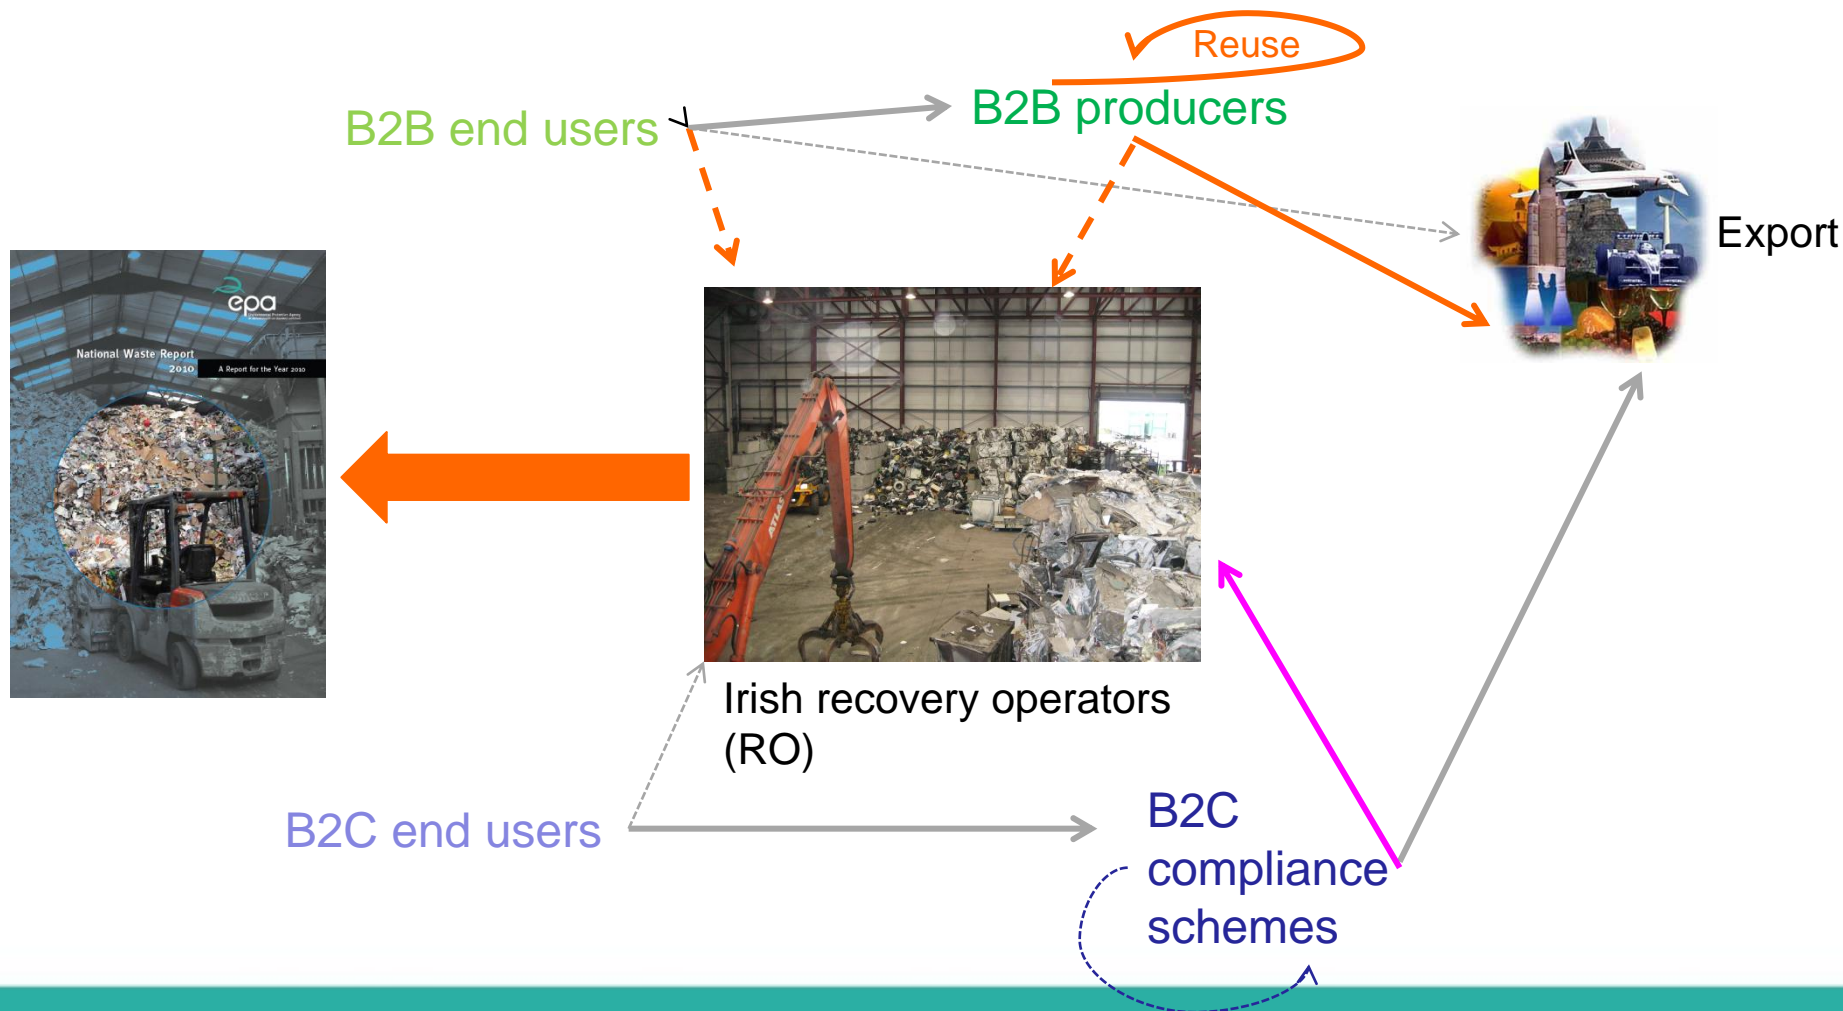 Reuse
B2B end users
B2B producers
Export
epa
National Waste Report
2010
A Report for the Year 2010
ATLAS
Irish recovery operators
(RO)
B2C end users
B2C
compliance
schemes